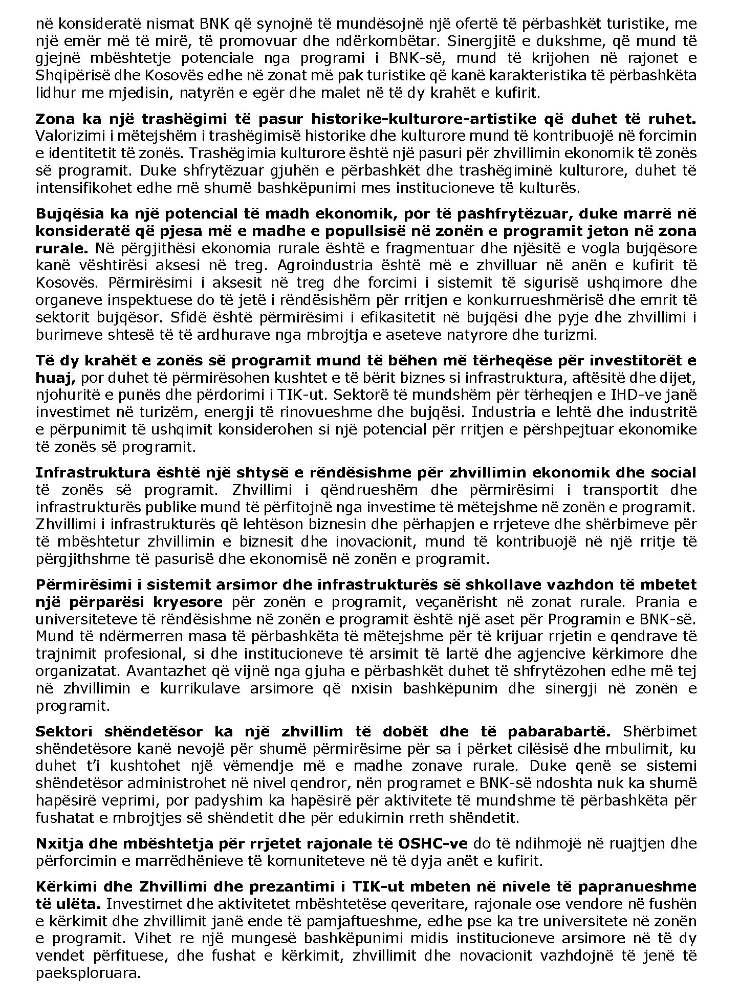 në konsideratë nismat BNK që synojnë të mundësojnë një ofertë të përbashkët turistike, me
një emër më të mirë, të promovuar dhe ndërkombëtar. Sinergjitë e dukshme, që mund të
gjejnë mbështetje potenciale nga programi i BNK-së, mund të krijohen në rajonet e
Shqipërisë dhe Kosovës edhe në zonat më pak turistike që kanë karakteristika të përbashkëta
lidhur me mjedisin, natyrën e egër dhe malet në të dy krahët e kufirit.
Zona ka një trashëgimi të pasur historike-kulturore-artistike që duhet të ruhet.
Valorizimi i mëtejshëm i trashëgimisë historike dhe kulturore mund të kontribuojë në forcimin
e identitetit të zonës. Trashëgimia kulturore është një pasuri për zhvillimin ekonomik të zonës
së programit. Duke shfrytëzuar gjuhën e përbashkët dhe trashëgiminë kulturore, duhet të
intensifikohet edhe më shumë bashkëpunimi mes institucioneve të kulturës.
Bujqësia ka një potencial të madh ekonomik, por të pashfrytëzuar, duke marrë në
konsideratë që pjesa më e madhe e popullsisë në zonën e programit jeton në zona
rurale. Në përgjithësi ekonomia rurale është e fragmentuar dhe njësitë e vogla bujqësore
kanë vështirësi aksesi në treg. Agroindustria është më e zhvilluar në anën e kufirit të
Kosovës. Përmirësimi i aksesit në treg dhe forcimi i sistemit të sigurisë ushqimore dhe
organeve inspektuese do të jetë i rëndësishëm për rritjen e konkurrueshmërisë dhe emrit të
sektorit bujqësor. Sfidë është përmirësimi i efikasitetit në bujqësi dhe pyje dhe zhvillimi i
burimeve shtesë të të ardhurave nga mbrojtja e aseteve natyrore dhe turizmi.
Të dy krahët e zonës së programit mund të bëhen më tërheqëse për investitorët e
huaj, por duhet të përmirësohen kushtet e të bërit biznes si infrastruktura, aftësitë dhe dijet,
njohuritë e punës dhe përdorimi i TIK-ut. Sektorë të mundshëm për tërheqjen e IHD-ve janë
investimet në turizëm, energji të rinovueshme dhe bujqësi. Industria e lehtë dhe industritë
e përpunimit të ushqimit konsiderohen si një potencial për rritjen e përshpejtuar ekonomike
të zonës së programit.
Infrastruktura është një shtysë e rëndësishme për zhvillimin ekonomik dhe social
të zonës së programit. Zhvillimi i qëndrueshëm dhe përmirësimi i transportit dhe
infrastrukturës publike mund të përfitojnë nga investime të mëtejshme në zonën e programit.
Zhvillimi i infrastrukturës që lehtëson biznesin dhe përhapjen e rrjeteve dhe shërbimeve për
të mbështetur zhvillimin e biznesit dhe inovacionit, mund të kontribuojë në një rritje të
përgjithshme të pasurisë dhe ekonomisë në zonën e programit.
Përmirësimi i sistemit arsimor dhe infrastrukturës së shkollave vazhdon të mbetet
një përparësi kryesore për zonën e programit, veçanërisht në zonat rurale. Prania e
universiteteve të rëndësishme në zonën e programit është një aset për Programin e BNK-së.
Mund të ndërmerren masa të përbashkëta të mëtejshme për të krijuar rrjetin e qendrave të
trajnimit profesional, si dhe institucioneve të arsimit të lartë dhe agjencive kërkimore dhe
organizatat. Avantazhet që vijnë nga gjuha e përbashkët duhet të shfrytëzohen edhe më tej
në zhvillimin e kurrikulave arsimore që nxisin bashkëpunim dhe sinergji në zonën e
programit.
Sektori shëndetësor ka një zhvillim të dobët dhe të pabarabartë. Shërbimet
shëndetësore kanë nevojë për shumë përmirësime për sa i përket cilësisë dhe mbulimit, ku
duhet t’i kushtohet një vëmendje më e madhe zonave rurale. Duke qenë se sistemi
shëndetësor administrohet në nivel qendror, nën programet e BNK-së ndoshta nuk ka shumë
hapësirë veprimi, por padyshim ka hapësirë për aktivitete të mundshme të përbashkëta për
fushatat e mbrojtjes së shëndetit dhe për edukimin rreth shëndetit.
Nxitja dhe mbështetja për rrjetet rajonale të OSHC-ve do të ndihmojë në ruajtjen dhe
përforcimin e marrëdhënieve të komuniteteve në të dyja anët e kufirit.
Kërkimi dhe Zhvillimi dhe prezantimi i TIK-ut mbeten në nivele të papranueshme
të ulëta. Investimet dhe aktivitetet mbështetëse qeveritare, rajonale ose vendore në fushën
e kërkimit dhe zhvillimit janë ende të pamjaftueshme, edhe pse ka tre universitete në zonën
e programit. Vihet re një mungesë bashkëpunimi midis institucioneve arsimore në të dy
vendet përfituese, dhe fushat e kërkimit, zhvillimit dhe novacionit vazhdojnë të jenë të
paeksploruara.